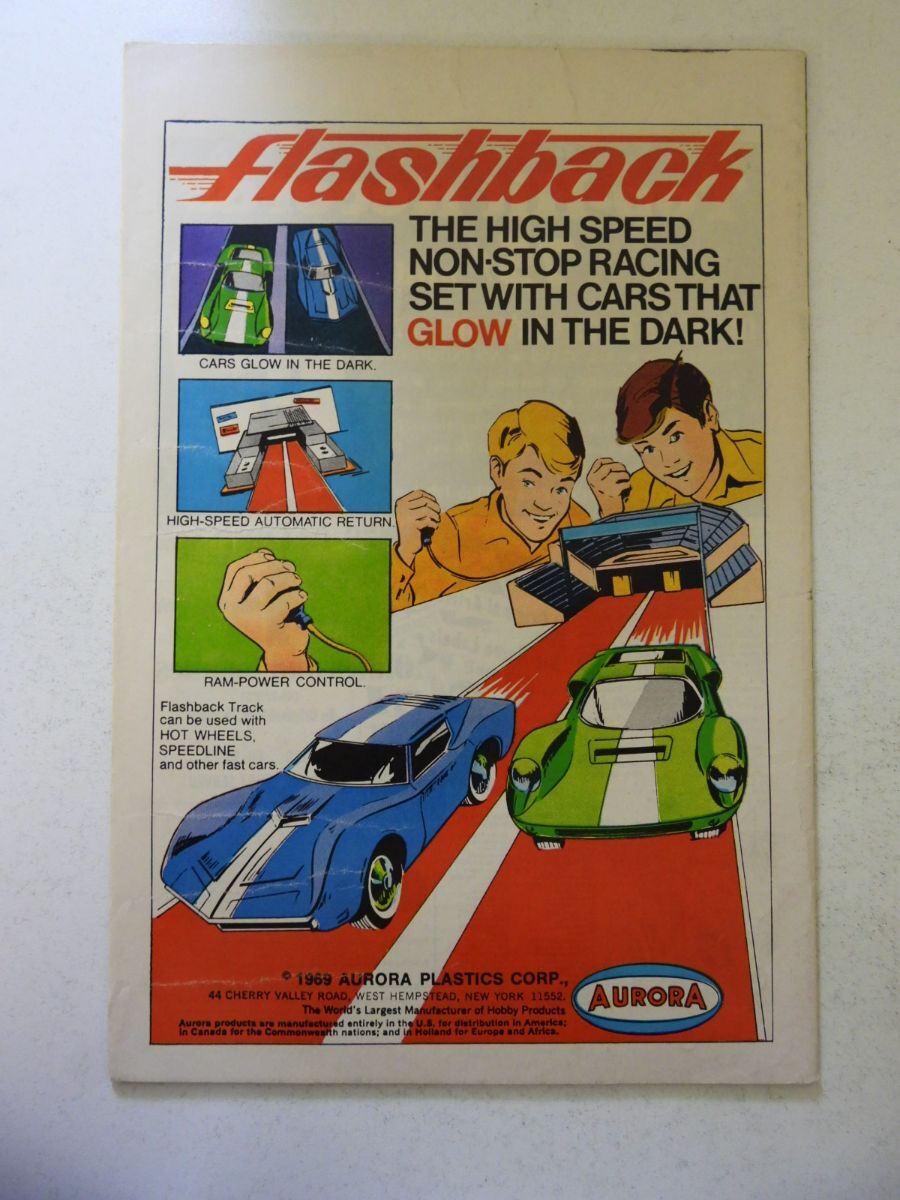 flashback
THE HIGH SPEED
NON-STOP RACING
SET WITH CARS THAT
GLOW IN THE DARK!
CARS GLOW IN THE DARK.
HIGH-SPEED AUTOMATIC RETURN.
RAM-POWER CONTROL.
Flashback Track
can be used with
HOT WHEELS,
SPEEDLINE
and other fast cars.
© 1969 AURORA PLASTICS CORP.,
44 CHERRY VALLEY ROAD, WEST HEMPSTEAD, NEW YORK 11552.
The World's Largest Manufacturer of Hobby Products
Aurora products are manufactured entirely in the U.S. for distribution in America;
in Canada for the Commonwealth nations; and in Holland for Europe and Africa.
AURORA